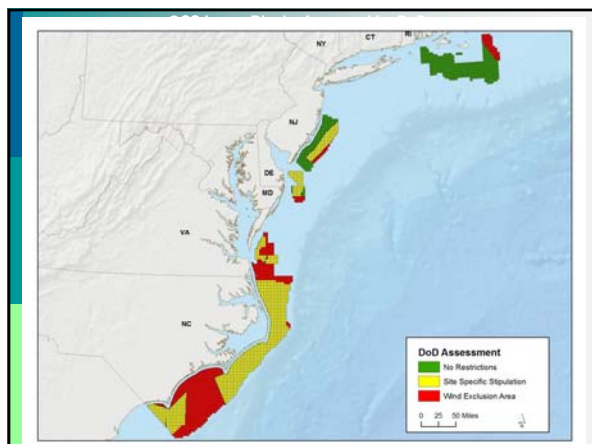 NY
CT
RI
NJ
DE
MD
VA
NC
DoD Assessment
No Restrictions
Site Specific Stipulation
Wind Exclusion Area
0 25 50 Miles